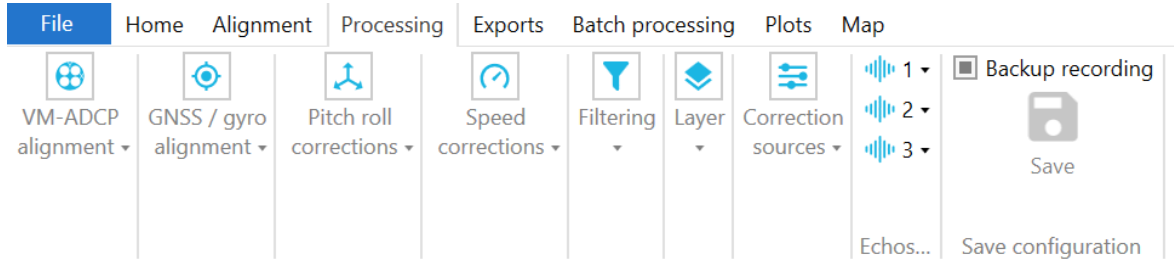 File Home Alignment Processing Exports Batch processing Plots Map
VM-ADCP alignment
GNSS / gyro alignment
Pitch roll corrections
Speed corrections
Filtering
Layer
Correction sources
1
2
3
Echos...
Backup recording
Save
Save configuration